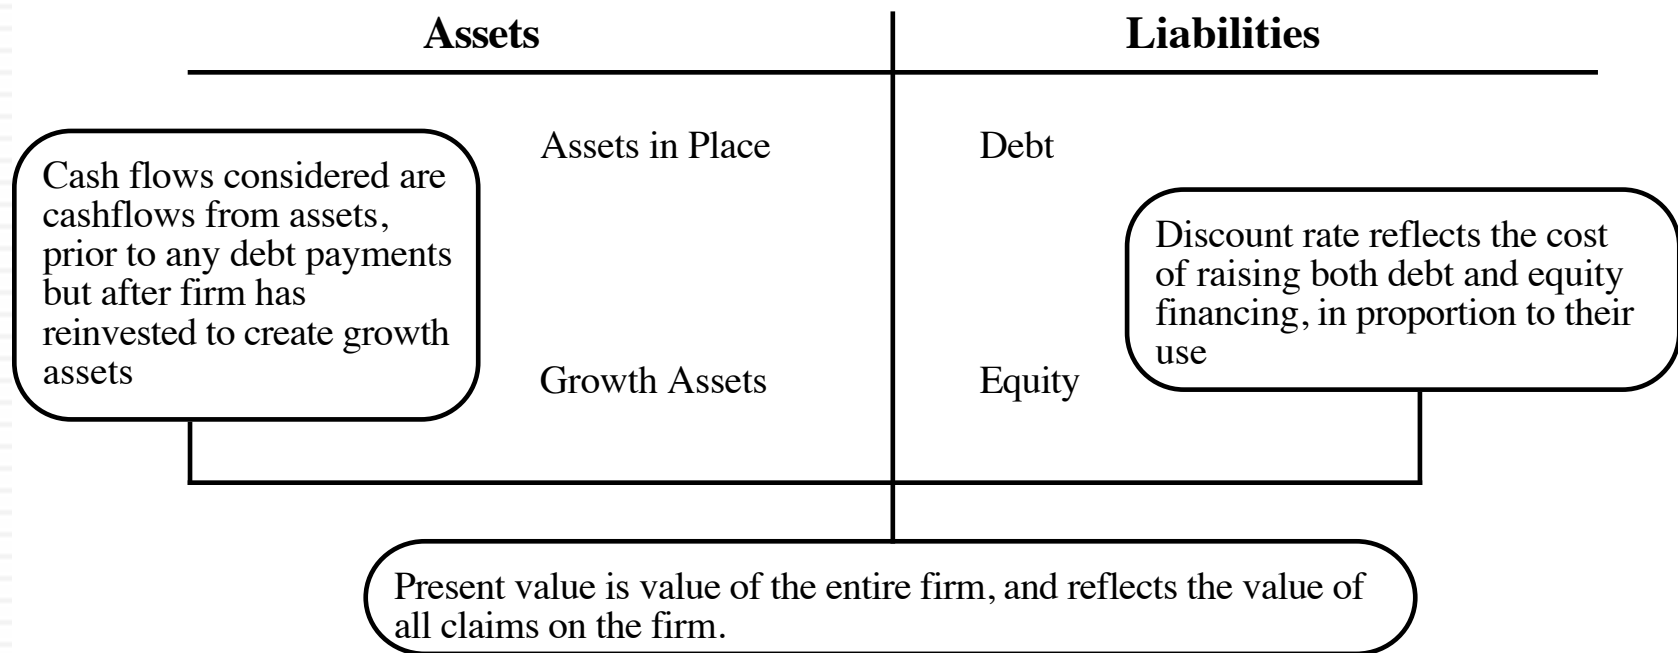 Assets
Liabilities
Assets in Place
Debt
Cash flows considered are
cashflows from assets,
prior to any debt payments
but after firm has
reinvested to create growth
assets
Discount rate reflects the cost
of raising both debt and equity
financing, in proportion to their
use
Growth Assets
Equity
Present value is value of the entire firm, and reflects the value of
all claims on the firm.